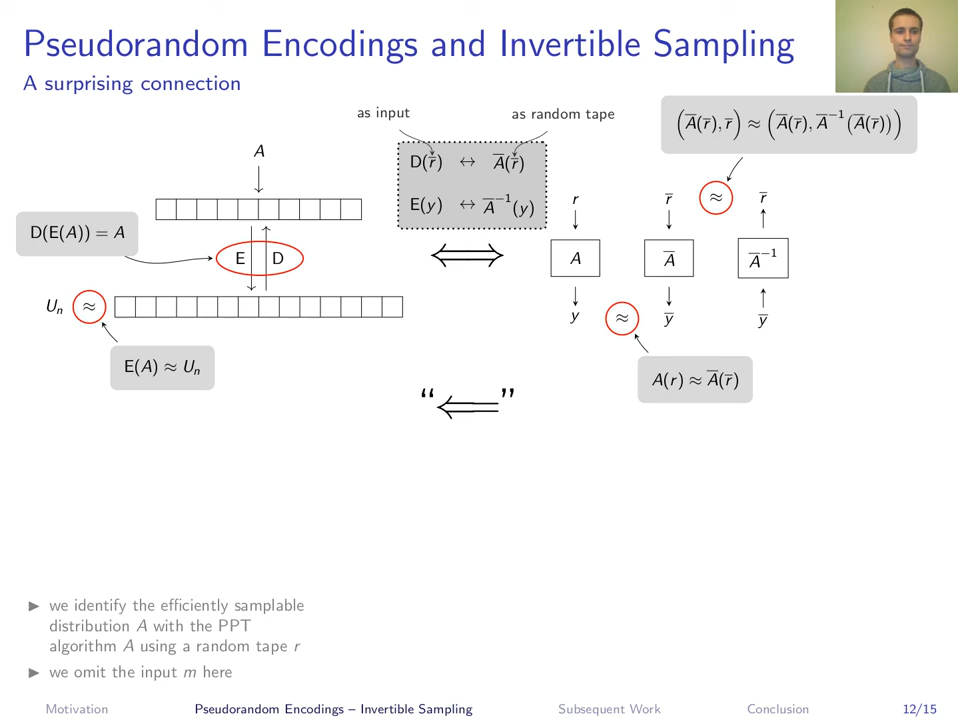 Pseudorandom Encodings and Invertible Sampling
A surprising connection
as input
as random tape
A
D(r̅) ↔ A̅(r̅)
E(y) ↔ A̅⁻¹(y)
(A̅(r̅), r̅) ≈ (A̅(r̅), A̅⁻¹(A̅(r̅)))
D(E(A)) = A
E D
Uₙ ≈
E(A) ≈ Uₙ
⟺
r r̅ ≈ r̅
A A̅ A̅⁻¹
y ≈ y̅ y̅
A(r) ≈ A̅(r̅)
“⟸”
▶ we identify the efficiently samplable
distribution A with the PPT
algorithm A using a random tape r
▶ we omit the input m here
Motivation Pseudorandom Encodings – Invertible Sampling Subsequent Work Conclusion 12/15